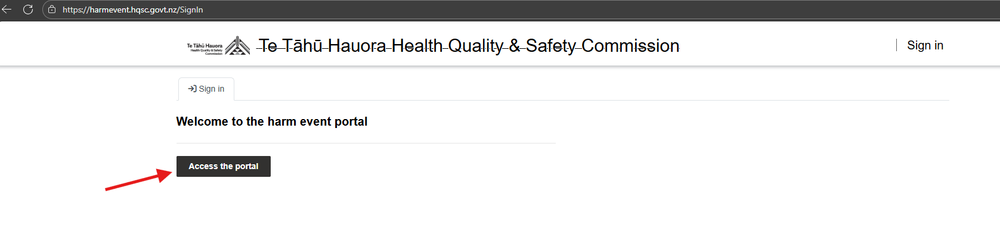 https://harmevent.hqsc.govt.nz/SignIn
Te Tāhū Hauora
Health Quality & Safety
Commission
Te Tāhū Hauora Health Quality & Safety Commission
Sign in
Sign in
Welcome to the harm event portal
Access the portal